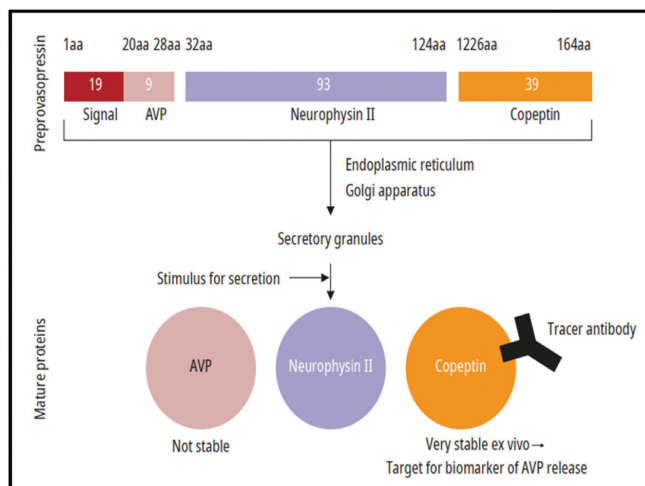 1aa 20aa 28aa 32aa 124aa 1226aa 164aa
Preprovasopressin
19 9 93 39
Signal AVP Neurophysin II Copeptin
Endoplasmic reticulum
Golgi apparatus
Secretory granules
Stimulus for secretion
Mature proteins
Tracer antibody
AVP Neurophysin II Copeptin
Not stable
Very stable ex vivo→
Target for biomarker of AVP release